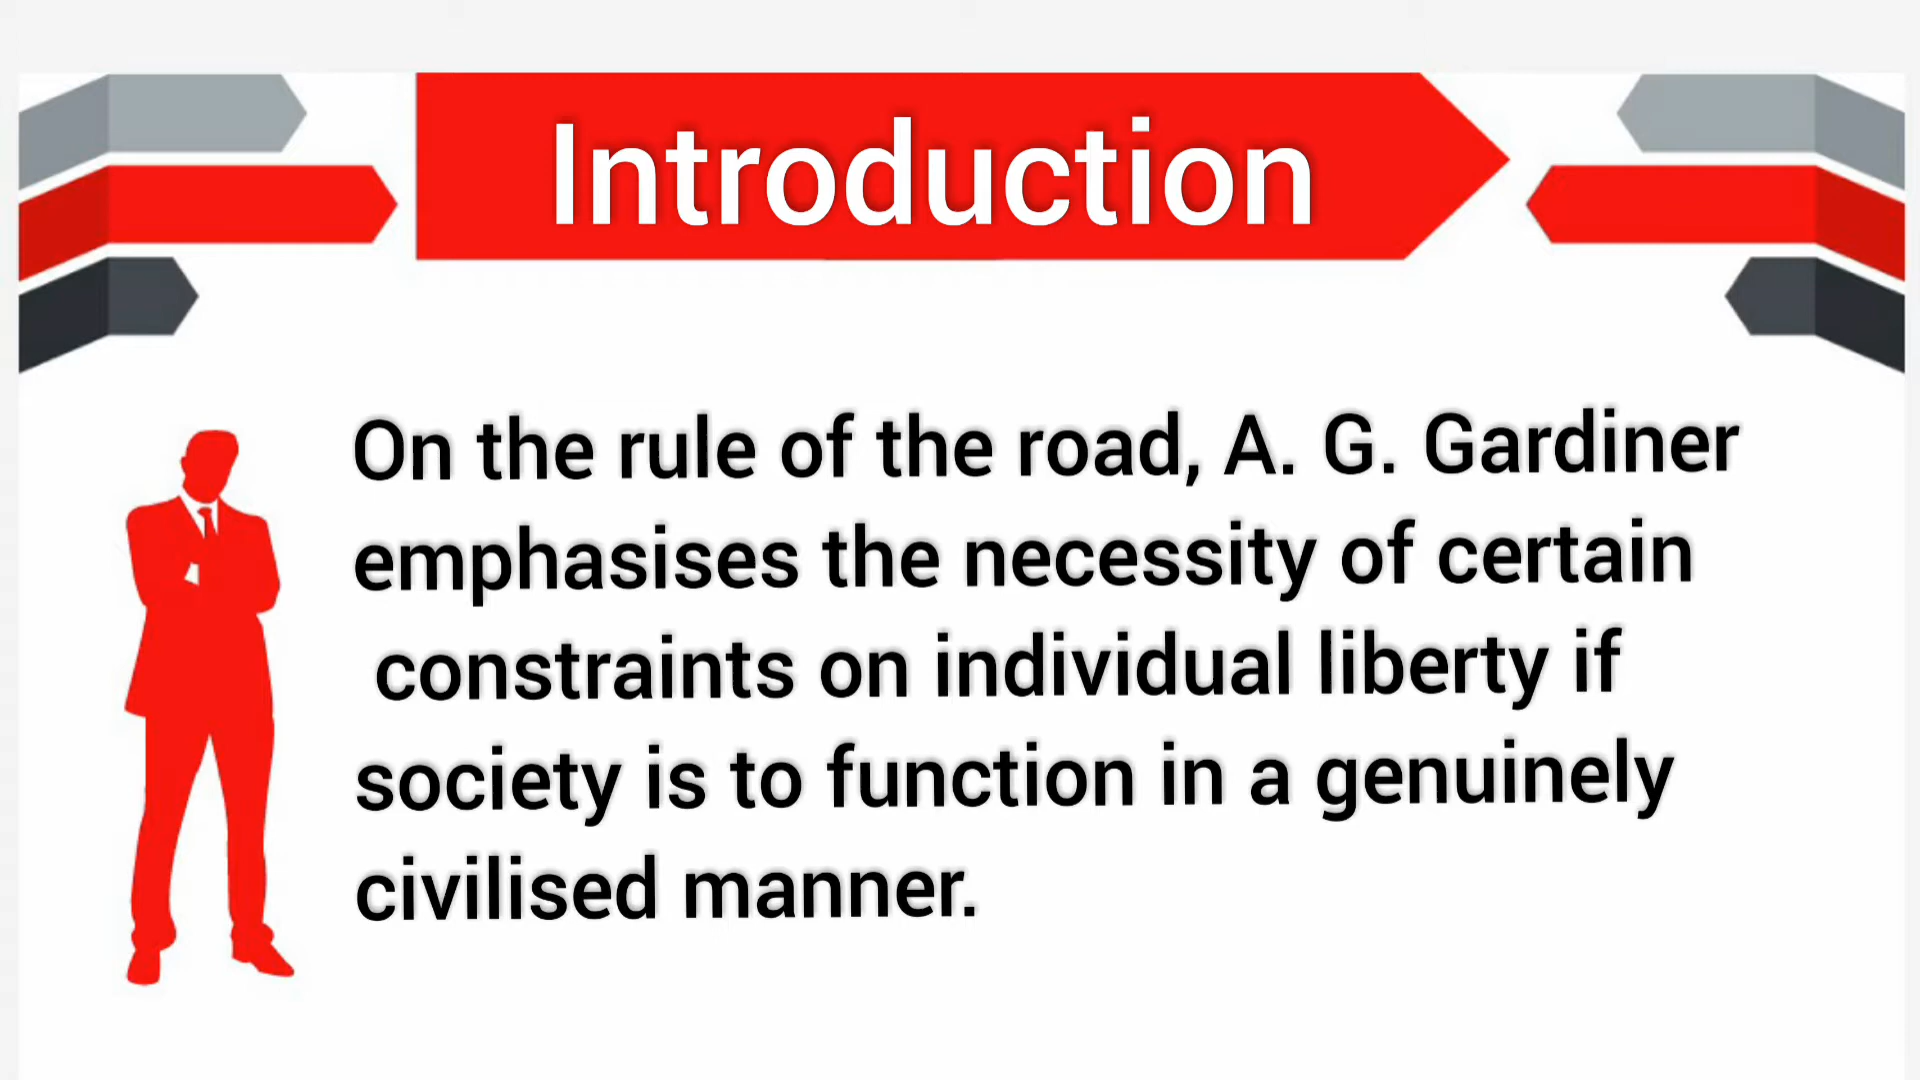 Introduction
On the rule of the road, A. G. Gardiner
emphasises the necessity of certain
constraints on individual liberty if
society is to function in a genuinely
civilised manner.